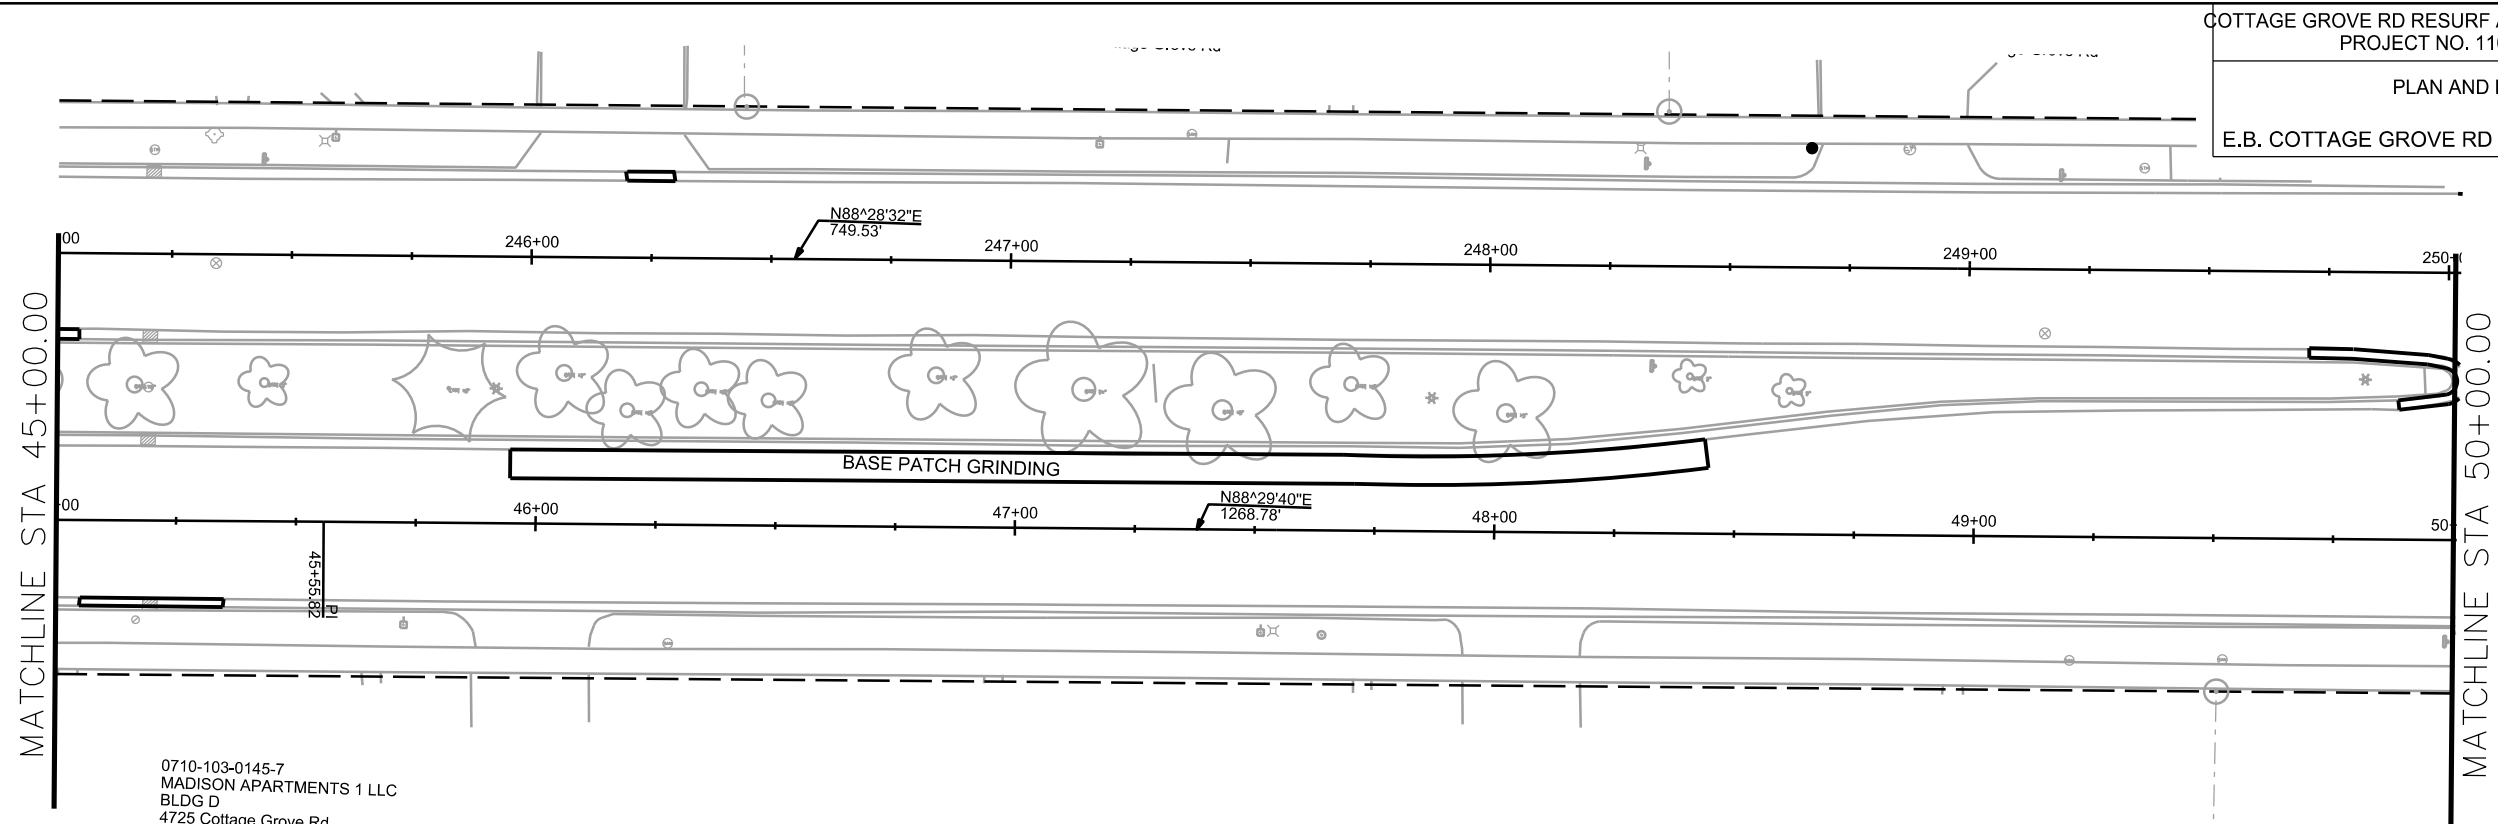 COTTAGE GROVE RD RESURF
PROJECT NO. 11
PLAN AND
E.B. COTTAGE GROVE RD
N88^28'32"E
749.53'
00
246+00
247+00
248+00
249+00
250+
MATCHLINE STA 45+00.00
MATCHLINE STA 50+00.00
BASE PATCH GRINDING
N88^29'40"E
1268.78'
00
46+00
47+00
48+00
49+00
50
45+55.82
PI
0710-103-0145-7
MADISON APARTMENTS 1 LLC
BLDG D
4725 Cottage Grove Rd